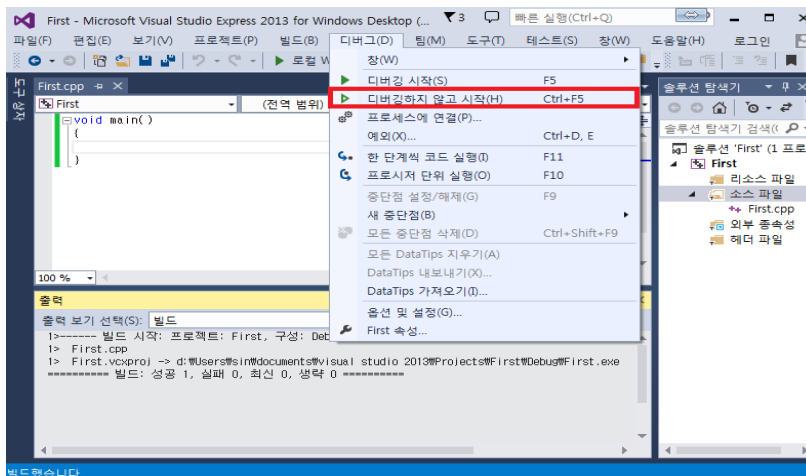 First - Microsoft Visual Studio Express 2013 for Windows Desktop (... 3 빠른 실행(Ctrl+Q)
파일(F) 편집(E) 보기(V) 프로젝트(P) 빌드(B) 디버그(D) 팀(M) 도구(T) 테스트(S) 창(W) 도움말(H) 로그인
로컬 W
도구 상자
First.cpp
First (전역 범위)
void main()
{
}
100 %
창(W)
디버깅 시작(S) F5
디버깅하지 않고 시작(H) Ctrl+F5
프로세스에 연결(P)...
예외(X)... Ctrl+D, E
한 단계씩 코드 실행(I) F11
프로시저 단위 실행(O) F10
중단점 설정/해제(G) F9
새 중단점(B)
모든 중단점 삭제(D) Ctrl+Shift+F9
모든 DataTips 지우기(A)
DataTips 내보내기(X)...
DataTips 가져오기(I)...
옵션 및 설정(G)...
First 속성...
솔루션 탐색기
솔루션 탐색기 검색(
솔루션 'First' (1 프로
First
리소스 파일
소스 파일
First.cpp
외부 종속성
헤더 파일
출력
출력 보기 선택(S): 빌드
1>------ 빌드 시작: 프로젝트: First, 구성: Deb
1> First.cpp
1> First.vcxproj -> d:₩Users₩sin₩documents₩visual studio 2013₩Projects₩First₩Debug₩First.exe
========== 빌드: 성공 1, 실패 0, 최신 0, 생략 0 ==========
빌드했습니다.